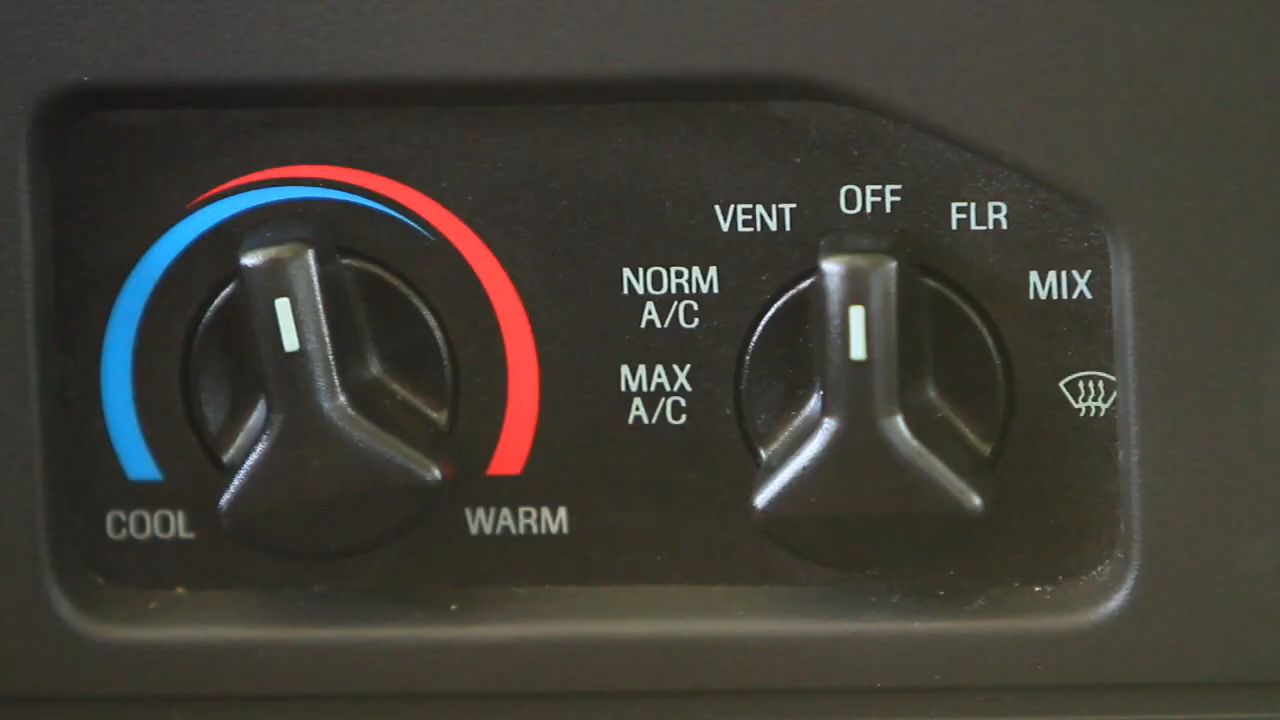 OFF
VENT
FLR
NORM
A/C
MIX
MAX
A/C
COOL
WARM